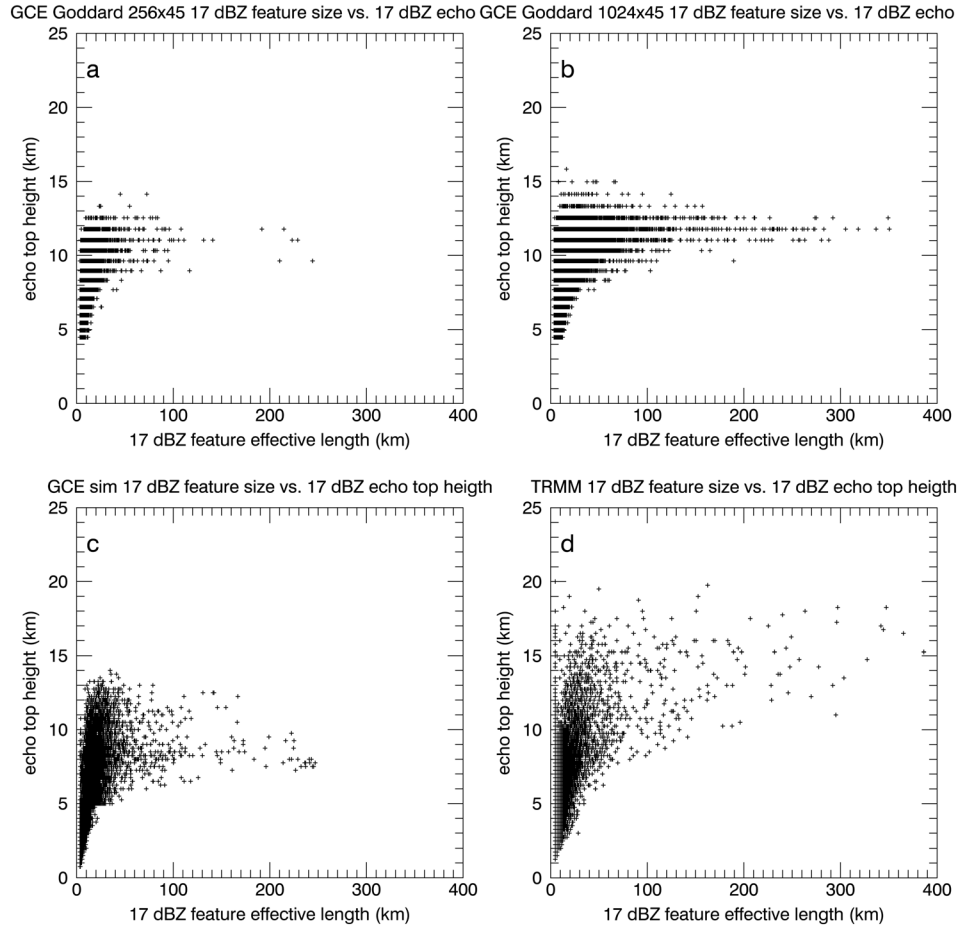 GCE Goddard 256x45 17 dBZ feature size vs. 17 dBZ echo
GCE Goddard 1024x45 17 dBZ feature size vs. 17 dBZ echo
a
25
20
15
10
5
0
echo top height (km)
0 100 200 300 400
17 dBZ feature effective length (km)
b
25
20
15
10
5
0
echo top height (km)
0 100 200 300 400
17 dBZ feature effective length (km)
GCE sim 17 dBZ feature size vs. 17 dBZ echo top heigth
c
25
20
15
10
5
0
echo top height (km)
0 100 200 300 400
17 dBZ feature effective length (km)
TRMM 17 dBZ feature size vs. 17 dBZ echo top heigth
d
25
20
15
10
5
0
echo top height (km)
0 100 200 300 400
17 dBZ feature effective length (km)